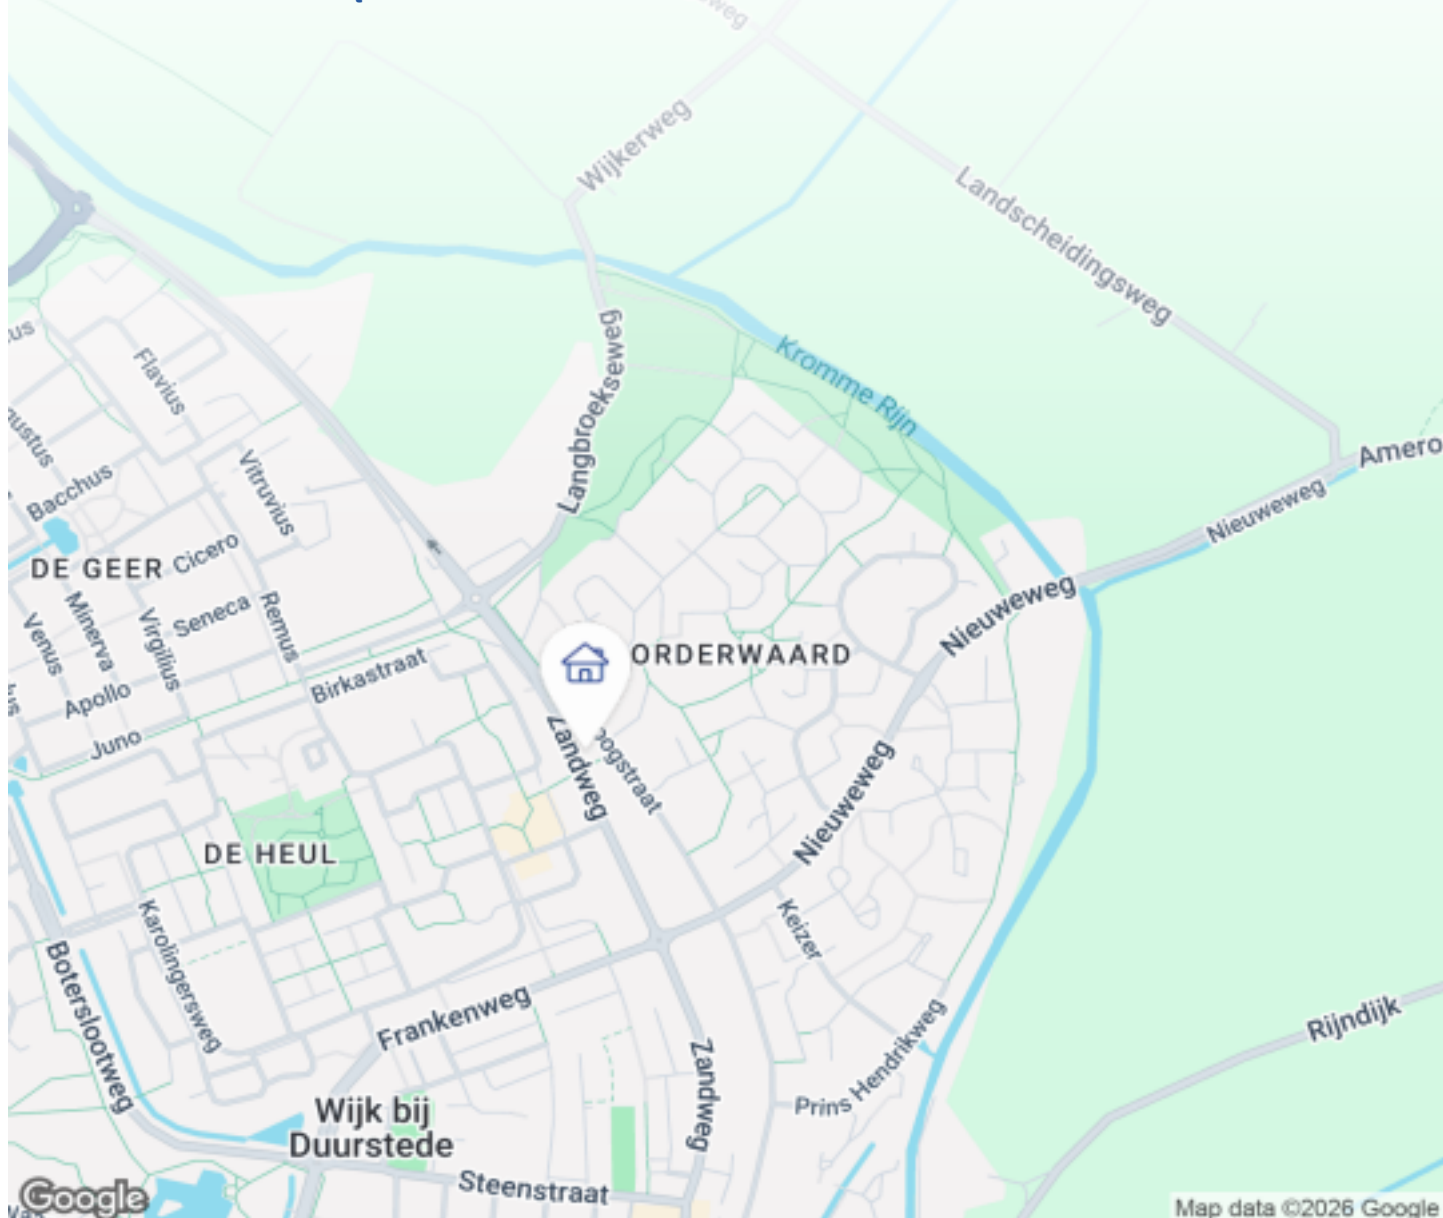 Wijkerweg
Landscheidingsweg
Langbroekseweg
Kromme Rijn
Flavius
Vitruvius
Bacchus
Amero
Nieuweweg
DE GEER
Cicero
Seneca
Minerva
Virgilius
Venus
Remus
Apollo
Birkastraat
Juno
ORDERWAARD
Nieuweweg
Zandweg
oogstraat
Nieuweweg
DE HEUL
Karolingersweg
Keizer
Boterslootweg
Frankenweg
Zandweg
Prins Hendrikweg
Rijndijk
Wijk bij
Duurstede
Steenstraat
Google
Map data ©2026 Google